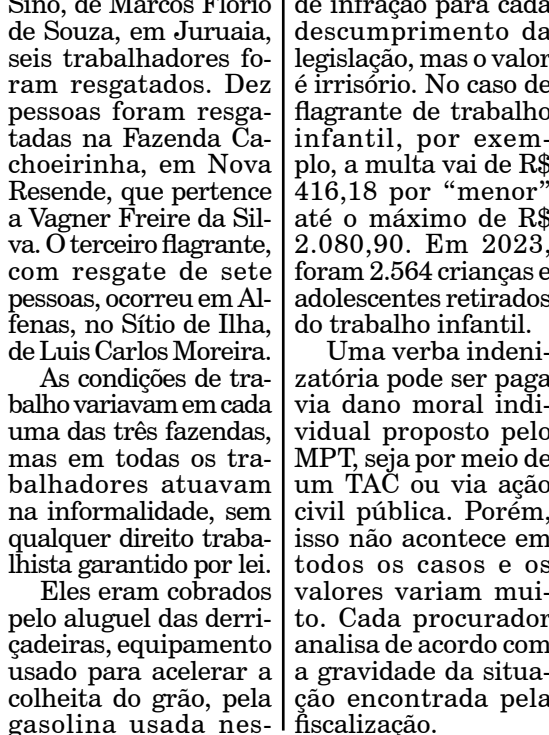 Sino, de Marcos Florio
de Souza, em Juruaia,
seis trabalhadores fo-
ram resgatados. Dez
pessoas foram resga-
tadas na Fazenda Ca-
choeirinha, em Nova
Resende, que pertence
a Vagner Freire da Sil-
va. O terceiro flagrante,
com resgate de sete
pessoas, ocorreu em Al-
fenas, no Sítio de Ilha,
de Luis Carlos Moreira.
As condições de tra-
balho variavam em cada
uma das três fazendas,
mas em todas os tra-
balhadores atuavam
na informalidade, sem
qualquer direito traba-
lhista garantido por lei.
Eles eram cobrados
pelo aluguel das derri-
çadeiras, equipamento
usado para acelerar a
colheita do grão, pela
gasolina usada nes-
de infração para cada
descumprimento da
legislação, mas o valor
é irrisório. No caso de
flagrante de trabalho
infantil, por exem-
plo, a multa vai de R$
416,18 por “menor”
até o máximo de R$
2.080,90. Em 2023,
foram 2.564 crianças e
adolescentes retirados
do trabalho infantil.
Uma verba indeni-
zatória pode ser paga
via dano moral indi-
vidual proposto pelo
MPT, seja por meio de
um TAC ou via ação
civil pública. Porém,
isso não acontece em
todos os casos e os
valores variam mui-
to. Cada procurador
analisa de acordo com
a gravidade da situa-
ção encontrada pela
fiscalização.